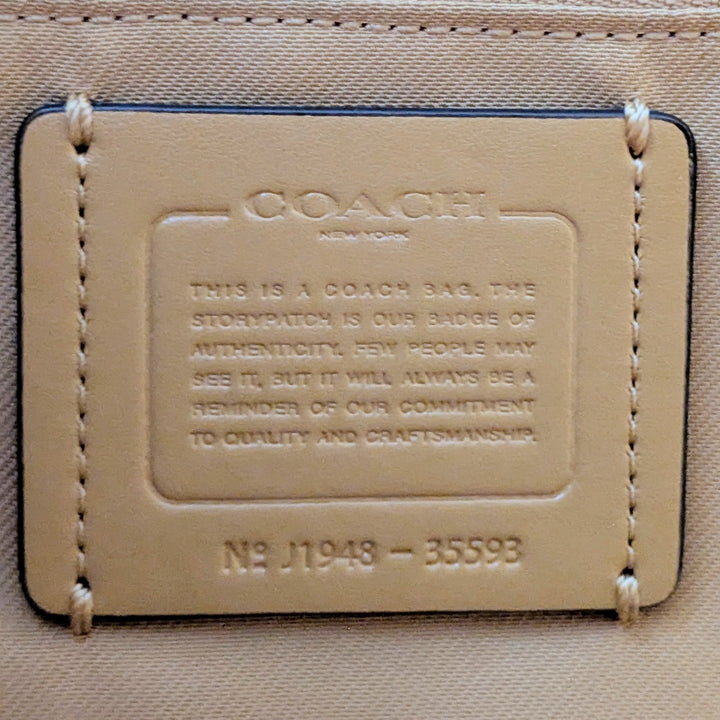 COACH
NEW YORK
THIS IS A COACH BAG. THE
STORYPATCH IS OUR BADGE OF
AUTHENTICITY. FEW PEOPLE MAY
SEE IT, BUT IT WILL ALWAYS BE A
REMINDER OF OUR COMMITMENT
TO QUALITY AND CRAFTSMANSHIP.
Nº J1948 - 35593